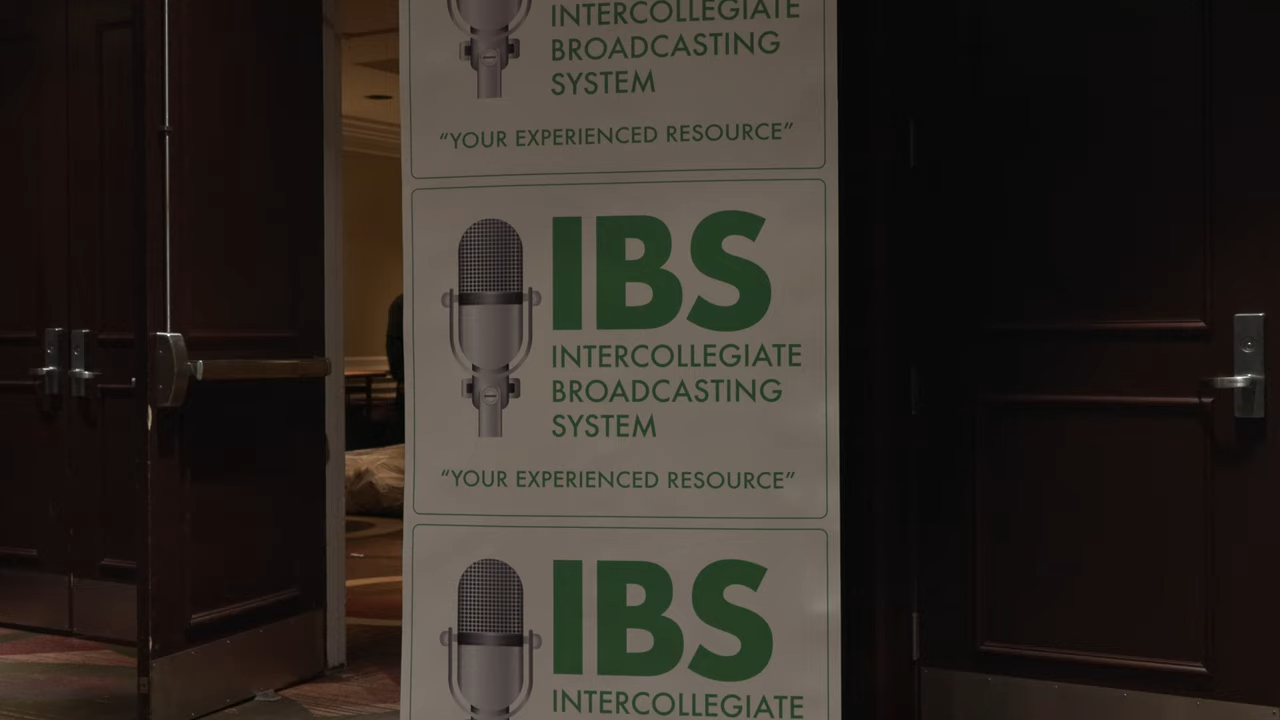 INTERCOLLEGIATE
BROADCASTING
SYSTEM
“YOUR EXPERIENCED RESOURCE”
IBS
INTERCOLLEGIATE
BROADCASTING
SYSTEM
“YOUR EXPERIENCED RESOURCE”
IBS
INTERCOLLEGIATE